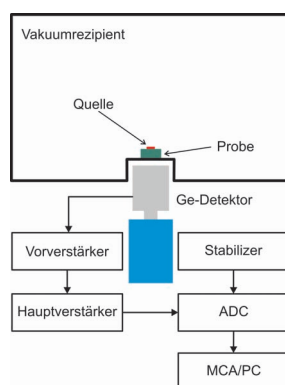 Vakuumrezipient
Quelle
Probe
Ge-Detektor
Vorverstärker
Stabilizer
Hauptverstärker
ADC
MCA/PC